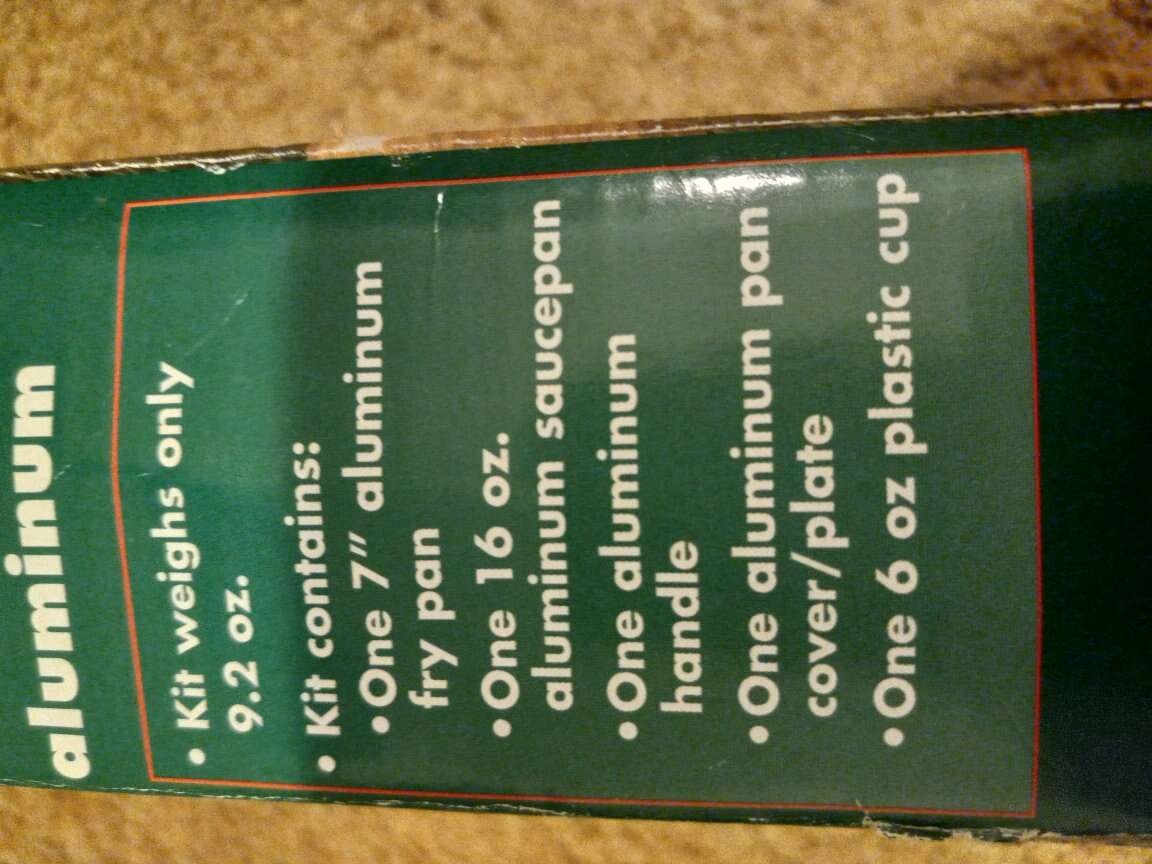 aluminum
• Kit weighs only
9.2 oz.
• Kit contains:
•One 7" aluminum
fry pan
•One 16 oz.
aluminum saucepan
•One aluminum
handle
•One aluminum pan
cover/plate
•One 6 oz plastic cup